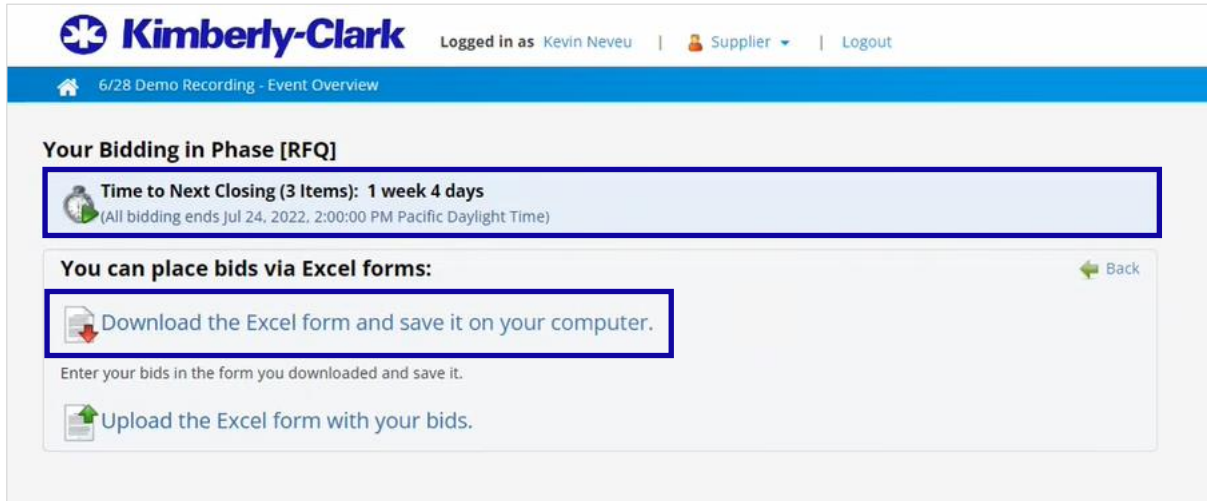 Kimberly-Clark Logged in as Kevin Neveu | Supplier | Logout
6/28 Demo Recording - Event Overview
Your Bidding in Phase [RFQ]
Time to Next Closing (3 Items): 1 week 4 days
(All bidding ends Jul 24, 2022, 2:00:00 PM Pacific Daylight Time)
You can place bids via Excel forms: Back
Download the Excel form and save it on your computer.
Enter your bids in the form you downloaded and save it.
Upload the Excel form with your bids.